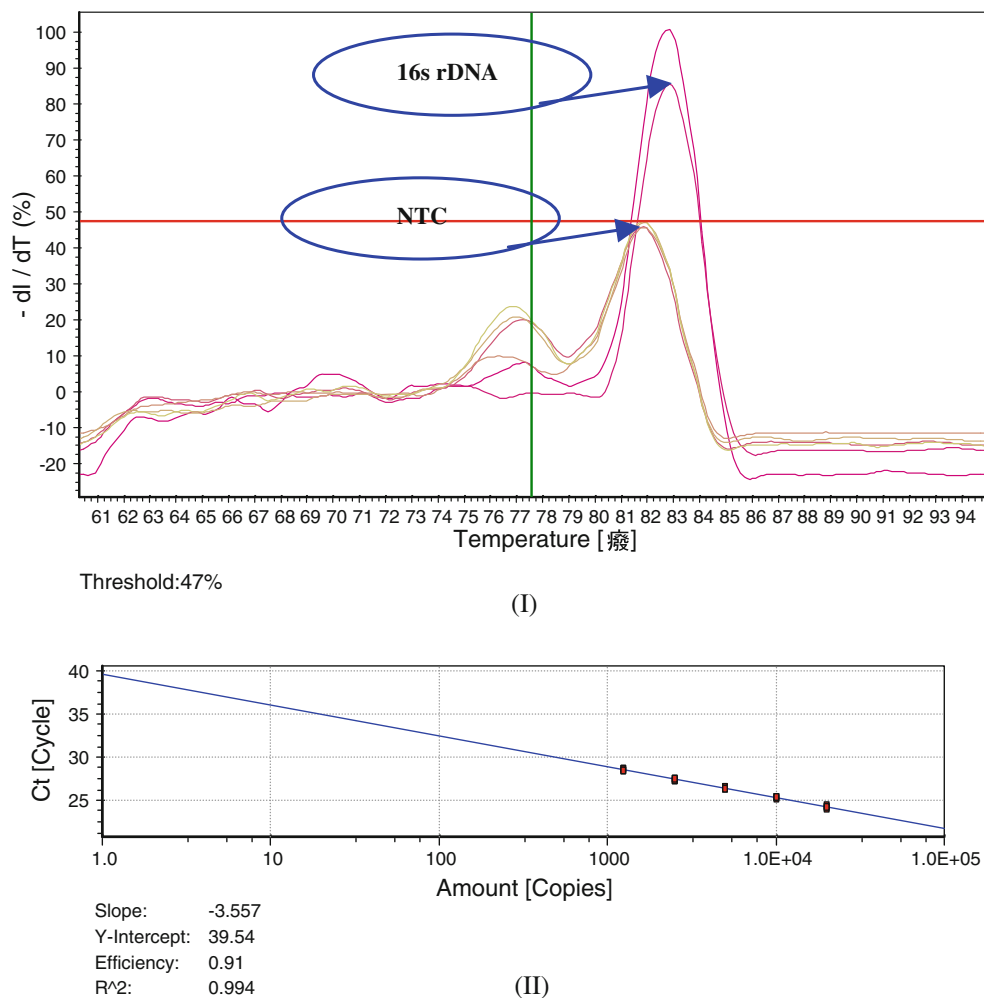 100
90
80
70
60
50
40
30
20
10
0
-10
-20
- dI / dT (%)
16s rDNA
NTC
61 62 63 64 65 66 67 68 69 70 71 72 73 74 75 76 77 78 79 80 81 82 83 84 85 86 87 88 89 90 91 92 93 94
Temperature [癈]
Threshold:47%
(I)
40
35
30
25
Ct [Cycle]
1.0 10 100 1000 1.0E+04 1.0E+05
Amount [Copies]
Slope: -3.557
Y-Intercept: 39.54
Efficiency: 0.91
R^2: 0.994
(II)